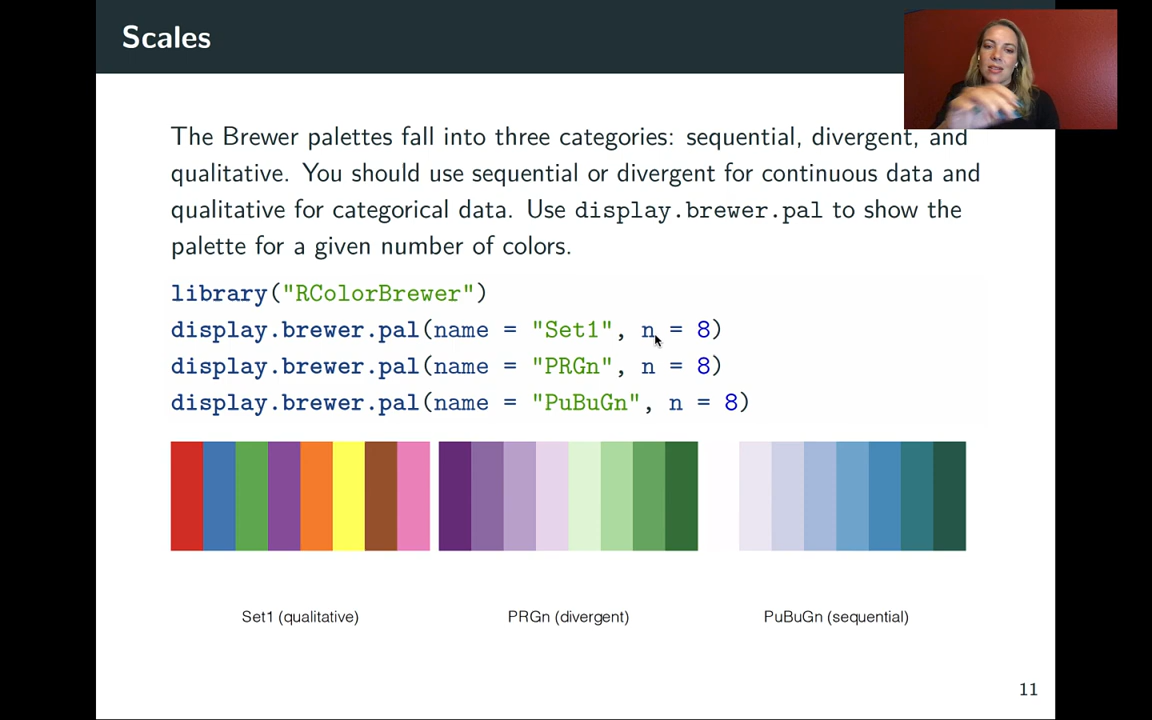 Scales
The Brewer palettes fall into three categories: sequential, divergent, and
qualitative. You should use sequential or divergent for continuous data and
qualitative for categorical data. Use display.brewer.pal to show the
palette for a given number of colors.
library("RColorBrewer")
display.brewer.pal(name = "Set1", n = 8)
display.brewer.pal(name = "PRGn", n = 8)
display.brewer.pal(name = "PuBuGn", n = 8)
Set1 (qualitative)
PRGn (divergent)
PuBuGn (sequential)
11